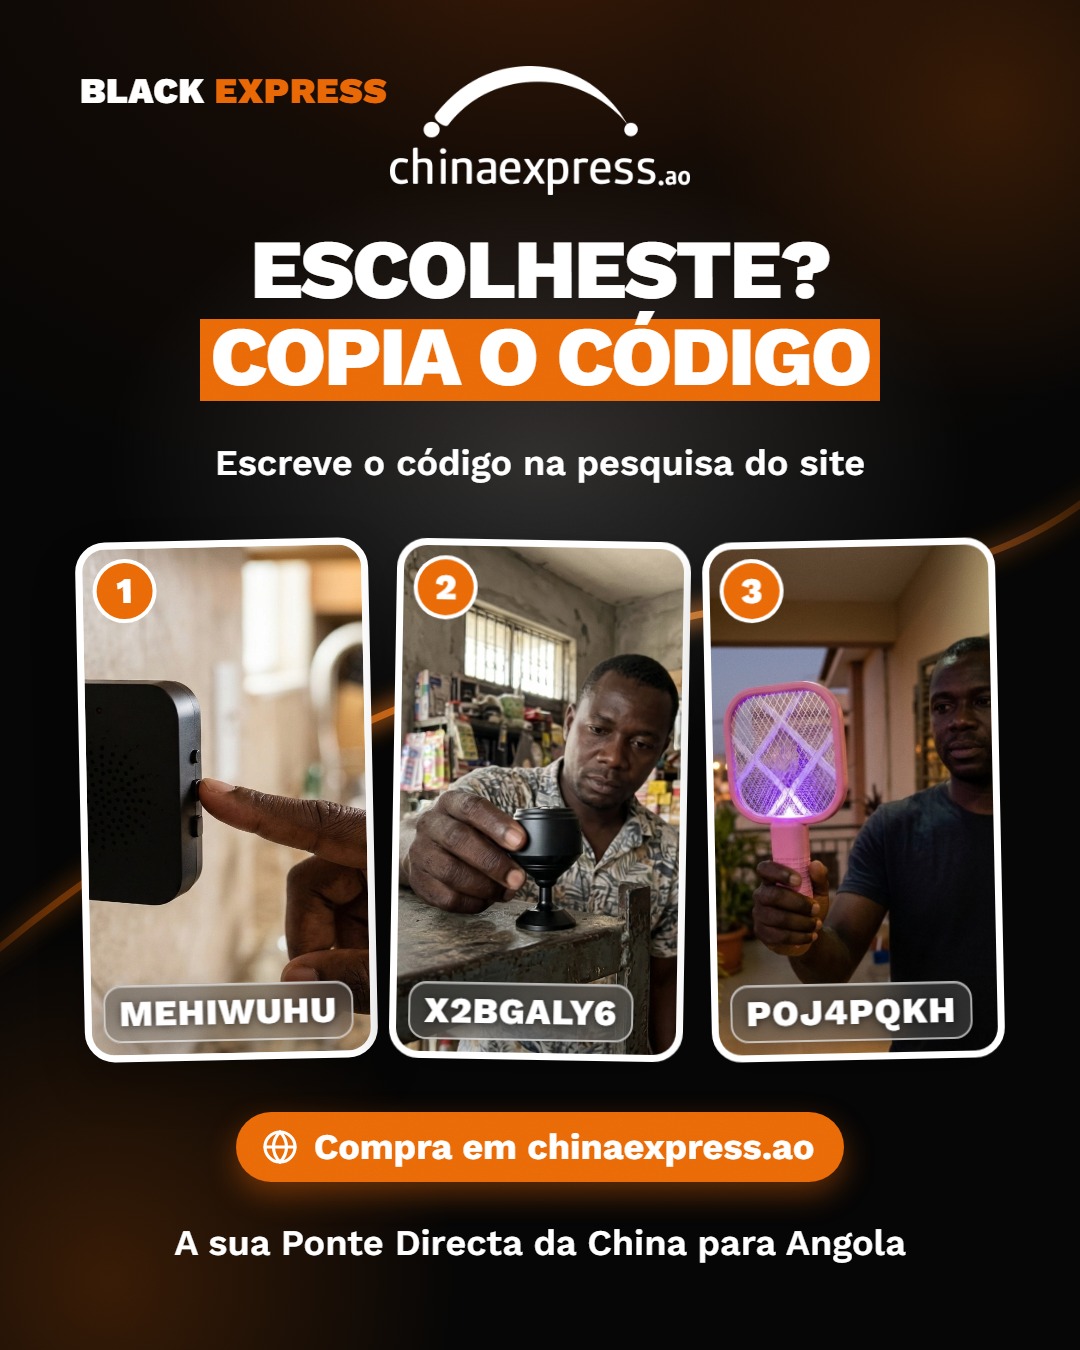 BLACK EXPRESS
chinaexpress.ao
ESCOLHESTE?
COPIA O CÓDIGO
Escreve o código na pesquisa do site
1
2
3
MEHIWUHU
X2BGALY6
POJ4PQKH
Compra em chinaexpress.ao
A sua Ponte Directa da China para Angola